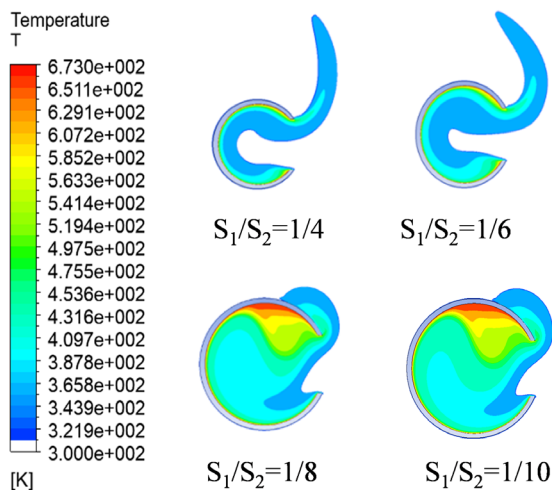 Temperature
T
6.730e+002
6.511e+002
6.291e+002
6.072e+002
5.852e+002
5.633e+002
5.414e+002
5.194e+002
4.975e+002
4.755e+002
4.536e+002
4.316e+002
4.097e+002
3.878e+002
3.658e+002
3.439e+002
3.219e+002
3.000e+002
[K]
S₁/S₂=1/4
S₁/S₂=1/6
S₁/S₂=1/8
S₁/S₂=1/10